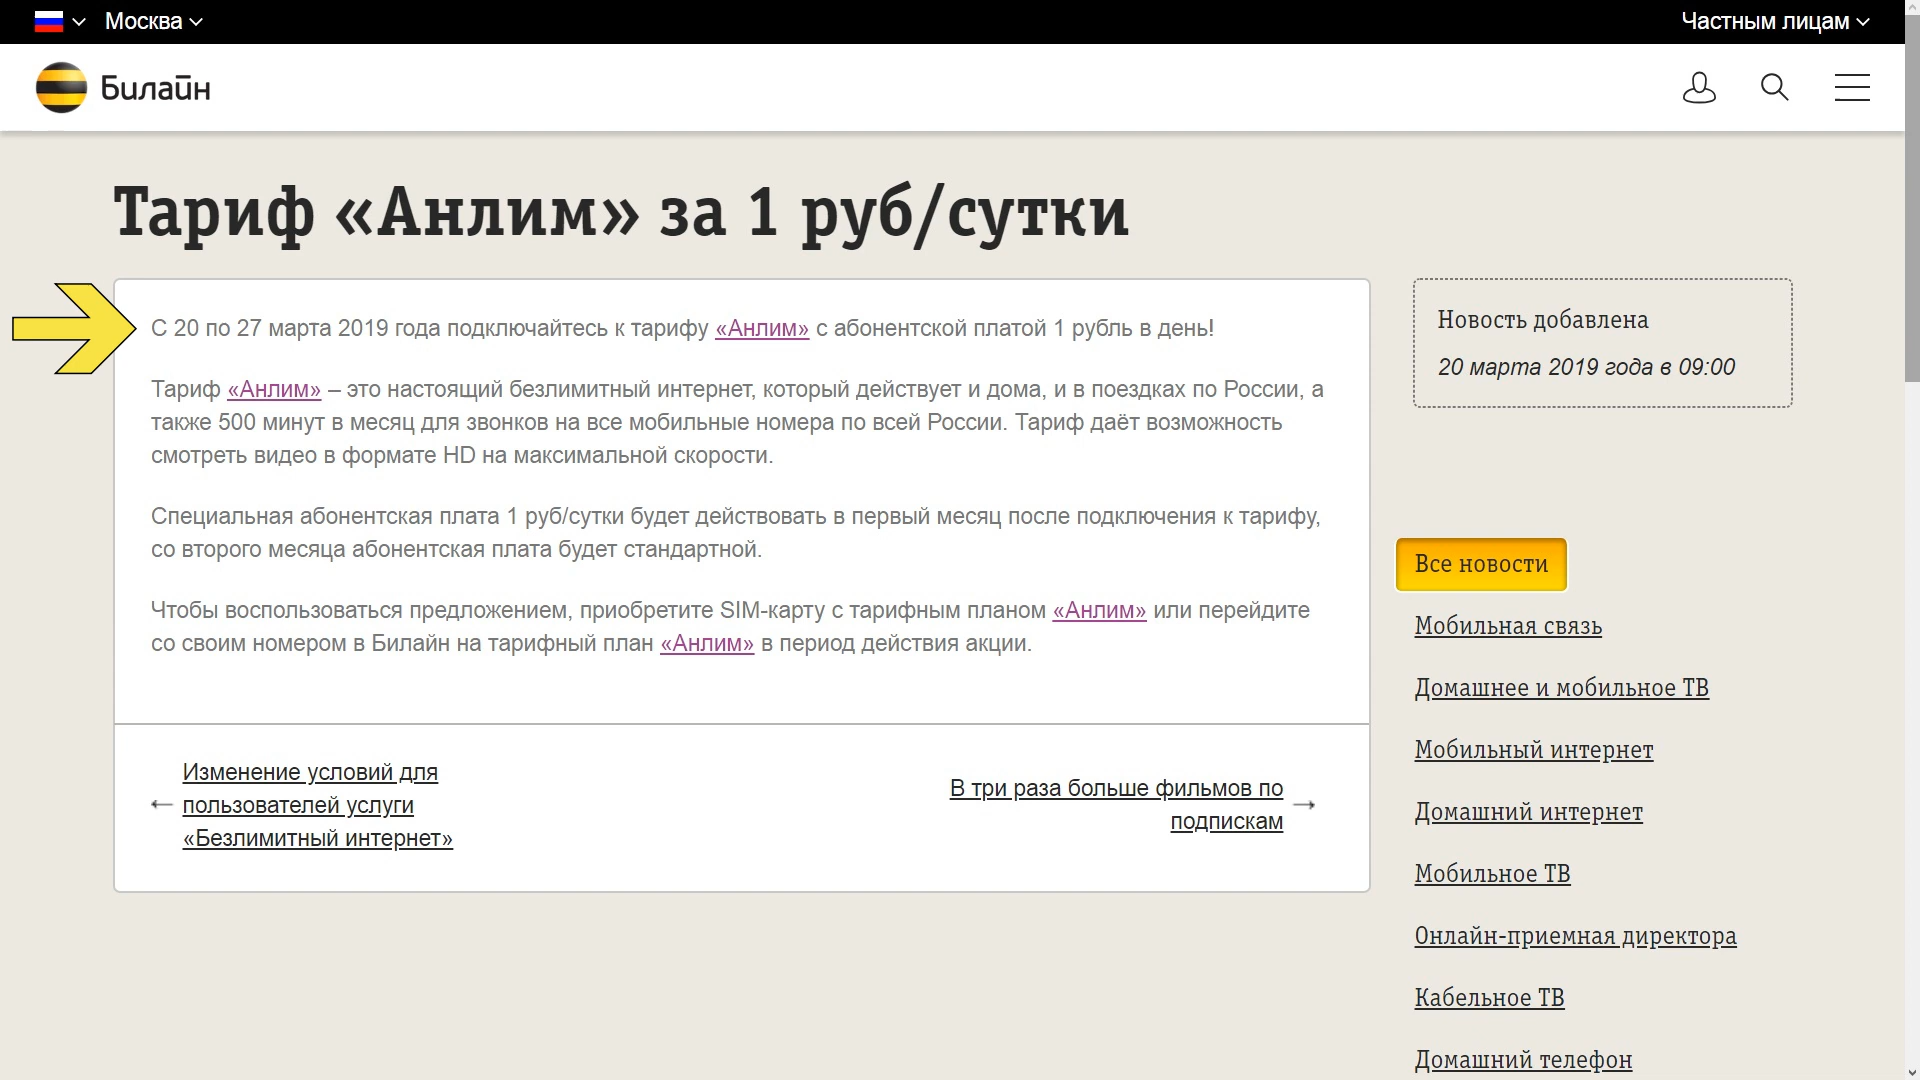 Москва
Частным лицам
Билайн
Тариф «Анлим» за 1 руб/сутки
С 20 по 27 марта 2019 года подключайтесь к тарифу «Анлим» с абонентской платой 1 рубль в день!
Тариф «Анлим» – это настоящий безлимитный интернет, который действует и дома, и в поездках по России, а
также 500 минут в месяц для звонков на все мобильные номера по всей России. Тариф даёт возможность
смотреть видео в формате HD на максимальной скорости.
Специальная абонентская плата 1 руб/сутки будет действовать в первый месяц после подключения к тарифу,
со второго месяца абонентская плата будет стандартной.
Чтобы воспользоваться предложением, приобретите SIM-карту с тарифным планом «Анлим» или перейдите
со своим номером в Билайн на тарифный план «Анлим» в период действия акции.
Изменение условий для
пользователей услуги
«Безлимитный интернет»
В три раза больше фильмов по
подпискам
Новость добавлена
20 марта 2019 года в 09:00
Все новости
Мобильная связь
Домашнее и мобильное ТВ
Мобильный интернет
Домашний интернет
Мобильное ТВ
Онлайн-приемная директора
Кабельное ТВ
Домашний телефон